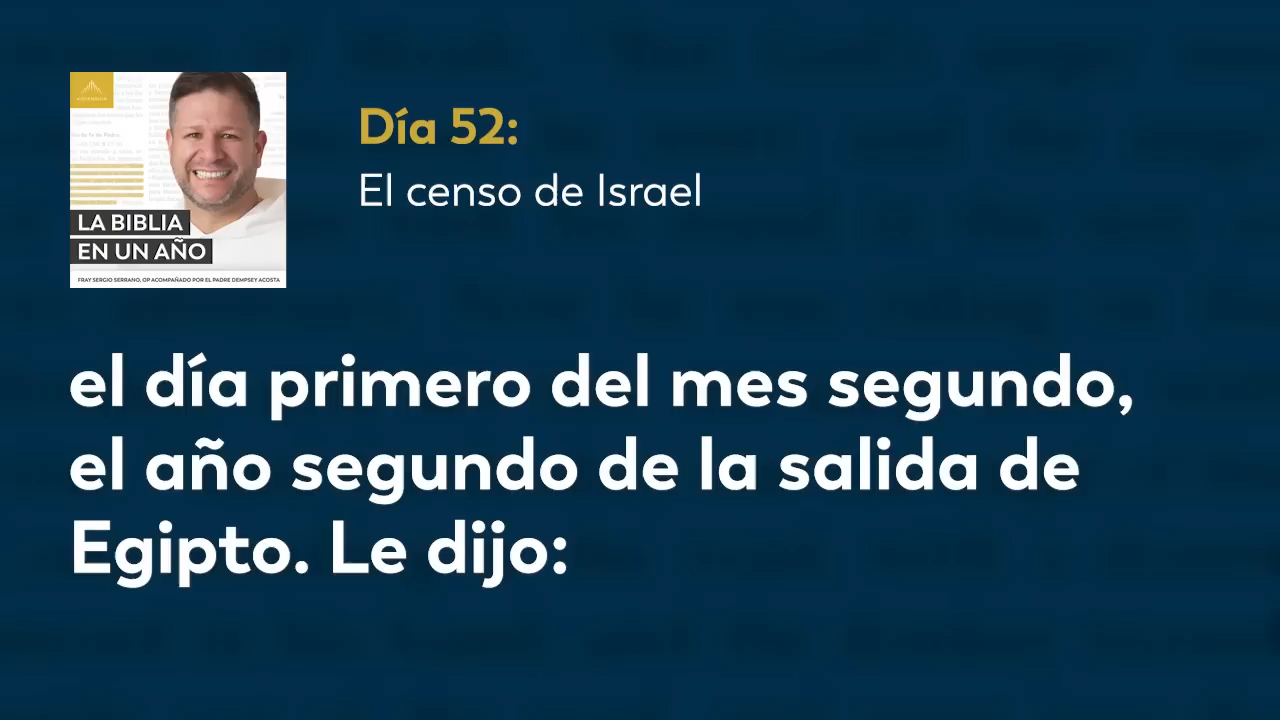 Día 52:
El censo de Israel
LA BIBLIA
EN UN AÑO
FRAY SERGIO SERRANO, OP ACOMPAÑADO POR EL PADRE DEMPSEY ACOSTA
el día primero del mes segundo,
el año segundo de la salida de
Egipto. Le dijo: